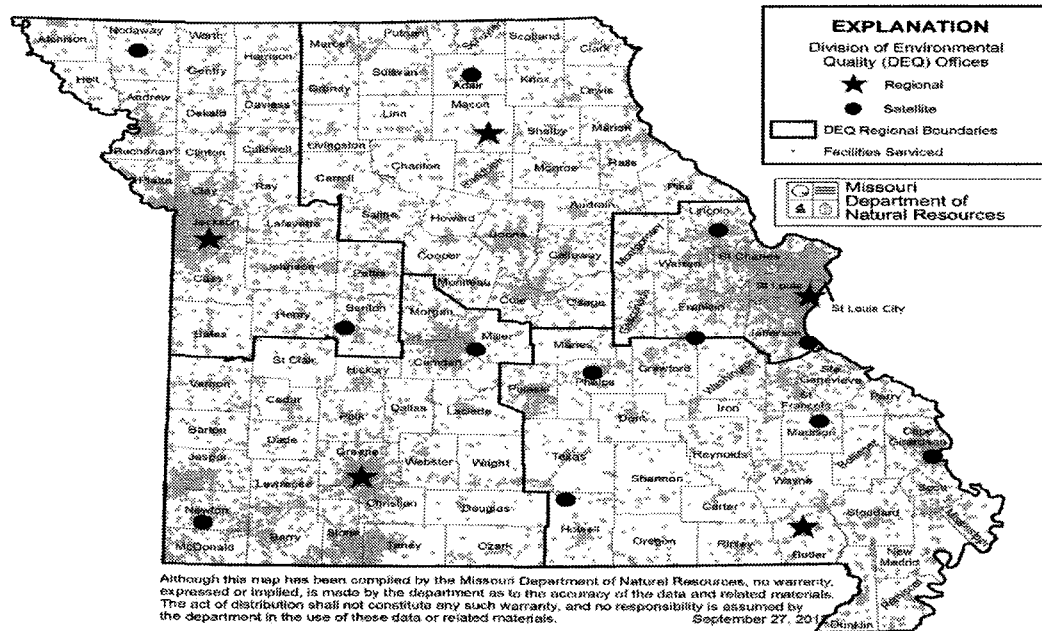 EXPLANATION
Division of Environmental
Quality (DEQ) Offices
Regional
Satellite
DEQ Regional Boundaries
Facilities Serviced
Missouri
Department of
Natural Resources
Atchison
Nodaway
Worth
Harrison
Mercer
Putnam
Scotland
Clark
Holt
Gentry
Sullivan
Adair
Knox
Lewis
Andrew
Dekalb
Daviess
Grundy
Linn
Macon
Shelby
Marion
Buchanan
Clinton
Caldwell
Livingston
Chariton
Randolph
Monroe
Ralls
Platte
Clay
Ray
Carroll
Pike
Jackson
Lafayette
Saline
Howard
Boone
Audrain
Callaway
Montgomery
Lincoln
Warren
St Charles
St Louis
St Louis City
Cass
Johnson
Pettis
Cooper
Moniteau
Cole
Osage
Gasconade
Franklin
Jefferson
Bates
Henry
Benton
Morgan
Miller
Camden
Maries
St Clair
Hickory
Phelps
Crawford
Washington
Ste
Genevieve
St
Francois
Perry
Vernon
Cedar
Polk
Dallas
Laclede
Pulaski
Dent
Iron
Madison
Bollinger
Cape
Girardeau
Barton
Dade
Greene
Webster
Wright
Texas
Reynolds
Wayne
Jasper
Lawrence
Christian
Douglas
Shannon
Carter
Stoddard
Scott
Newton
Howell
Oregon
Ripley
Butler
McDonald
Barry
Stone
Taney
Ozark
New
Madrid
Pemiscot
Dunklin
Although this map has been compiled by the Missouri Department of Natural Resources, no warranty,
expressed or implied, is made by the department as to the accuracy of the data and related materials.
The act of distribution shall not constitute any such warranty, and no responsibility is assumed by
the department in the use of these data or related materials.
September 27,